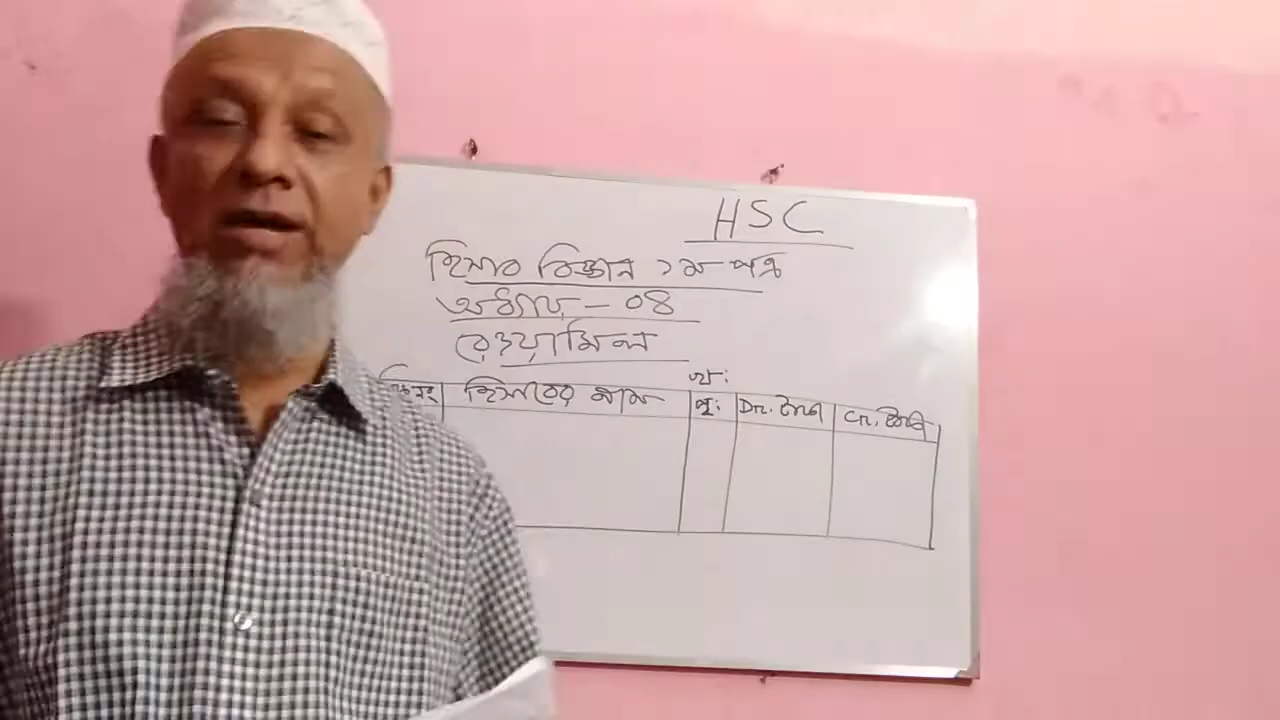 HSC
হিসাব বিজ্ঞান ১ম পত্র
অধ্যায় - ০৪
রেওয়ামিল
হিসাবের নাম খ: পৃ: Dr. টাকা Cr. টাকা